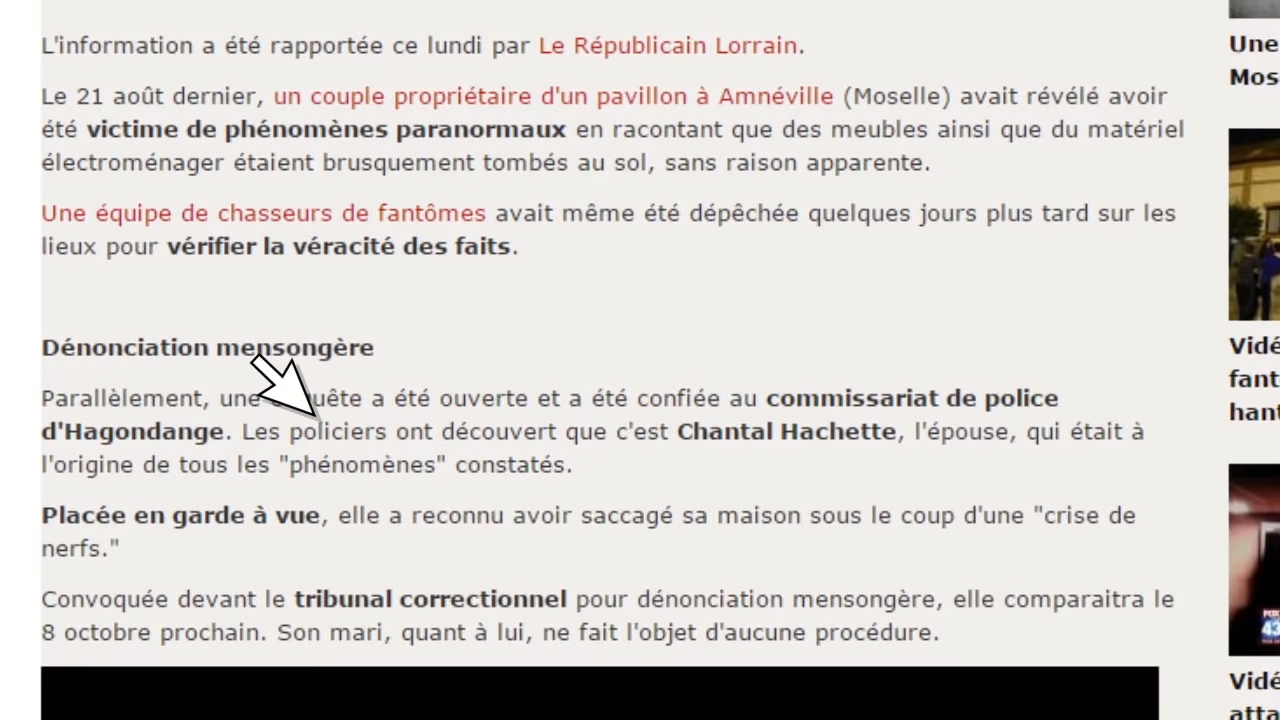 L'information a été rapportée ce lundi par Le Républicain Lorrain.
Le 21 août dernier, un couple propriétaire d'un pavillon à Amnéville (Moselle) avait révélé avoir
été victime de phénomènes paranormaux en racontant que des meubles ainsi que du matériel
électroménager étaient brusquement tombés au sol, sans raison apparente.
Une équipe de chasseurs de fantômes avait même été dépêchée quelques jours plus tard sur les
lieux pour vérifier la véracité des faits.
Dénonciation mensongère
Parallèlement, une enquête a été ouverte et a été confiée au commissariat de police
d'Hagondange. Les policiers ont découvert que c'est Chantal Hachette, l'épouse, qui était à
l'origine de tous les "phénomènes" constatés.
Placée en garde à vue, elle a reconnu avoir saccagé sa maison sous le coup d'une "crise de
nerfs."
Convoquée devant le tribunal correctionnel pour dénonciation mensongère, elle comparaitra le
8 octobre prochain. Son mari, quant à lui, ne fait l'objet d'aucune procédure.
Une
Mos
Vidé
fant
hant
FOX
43
Vidé
atta